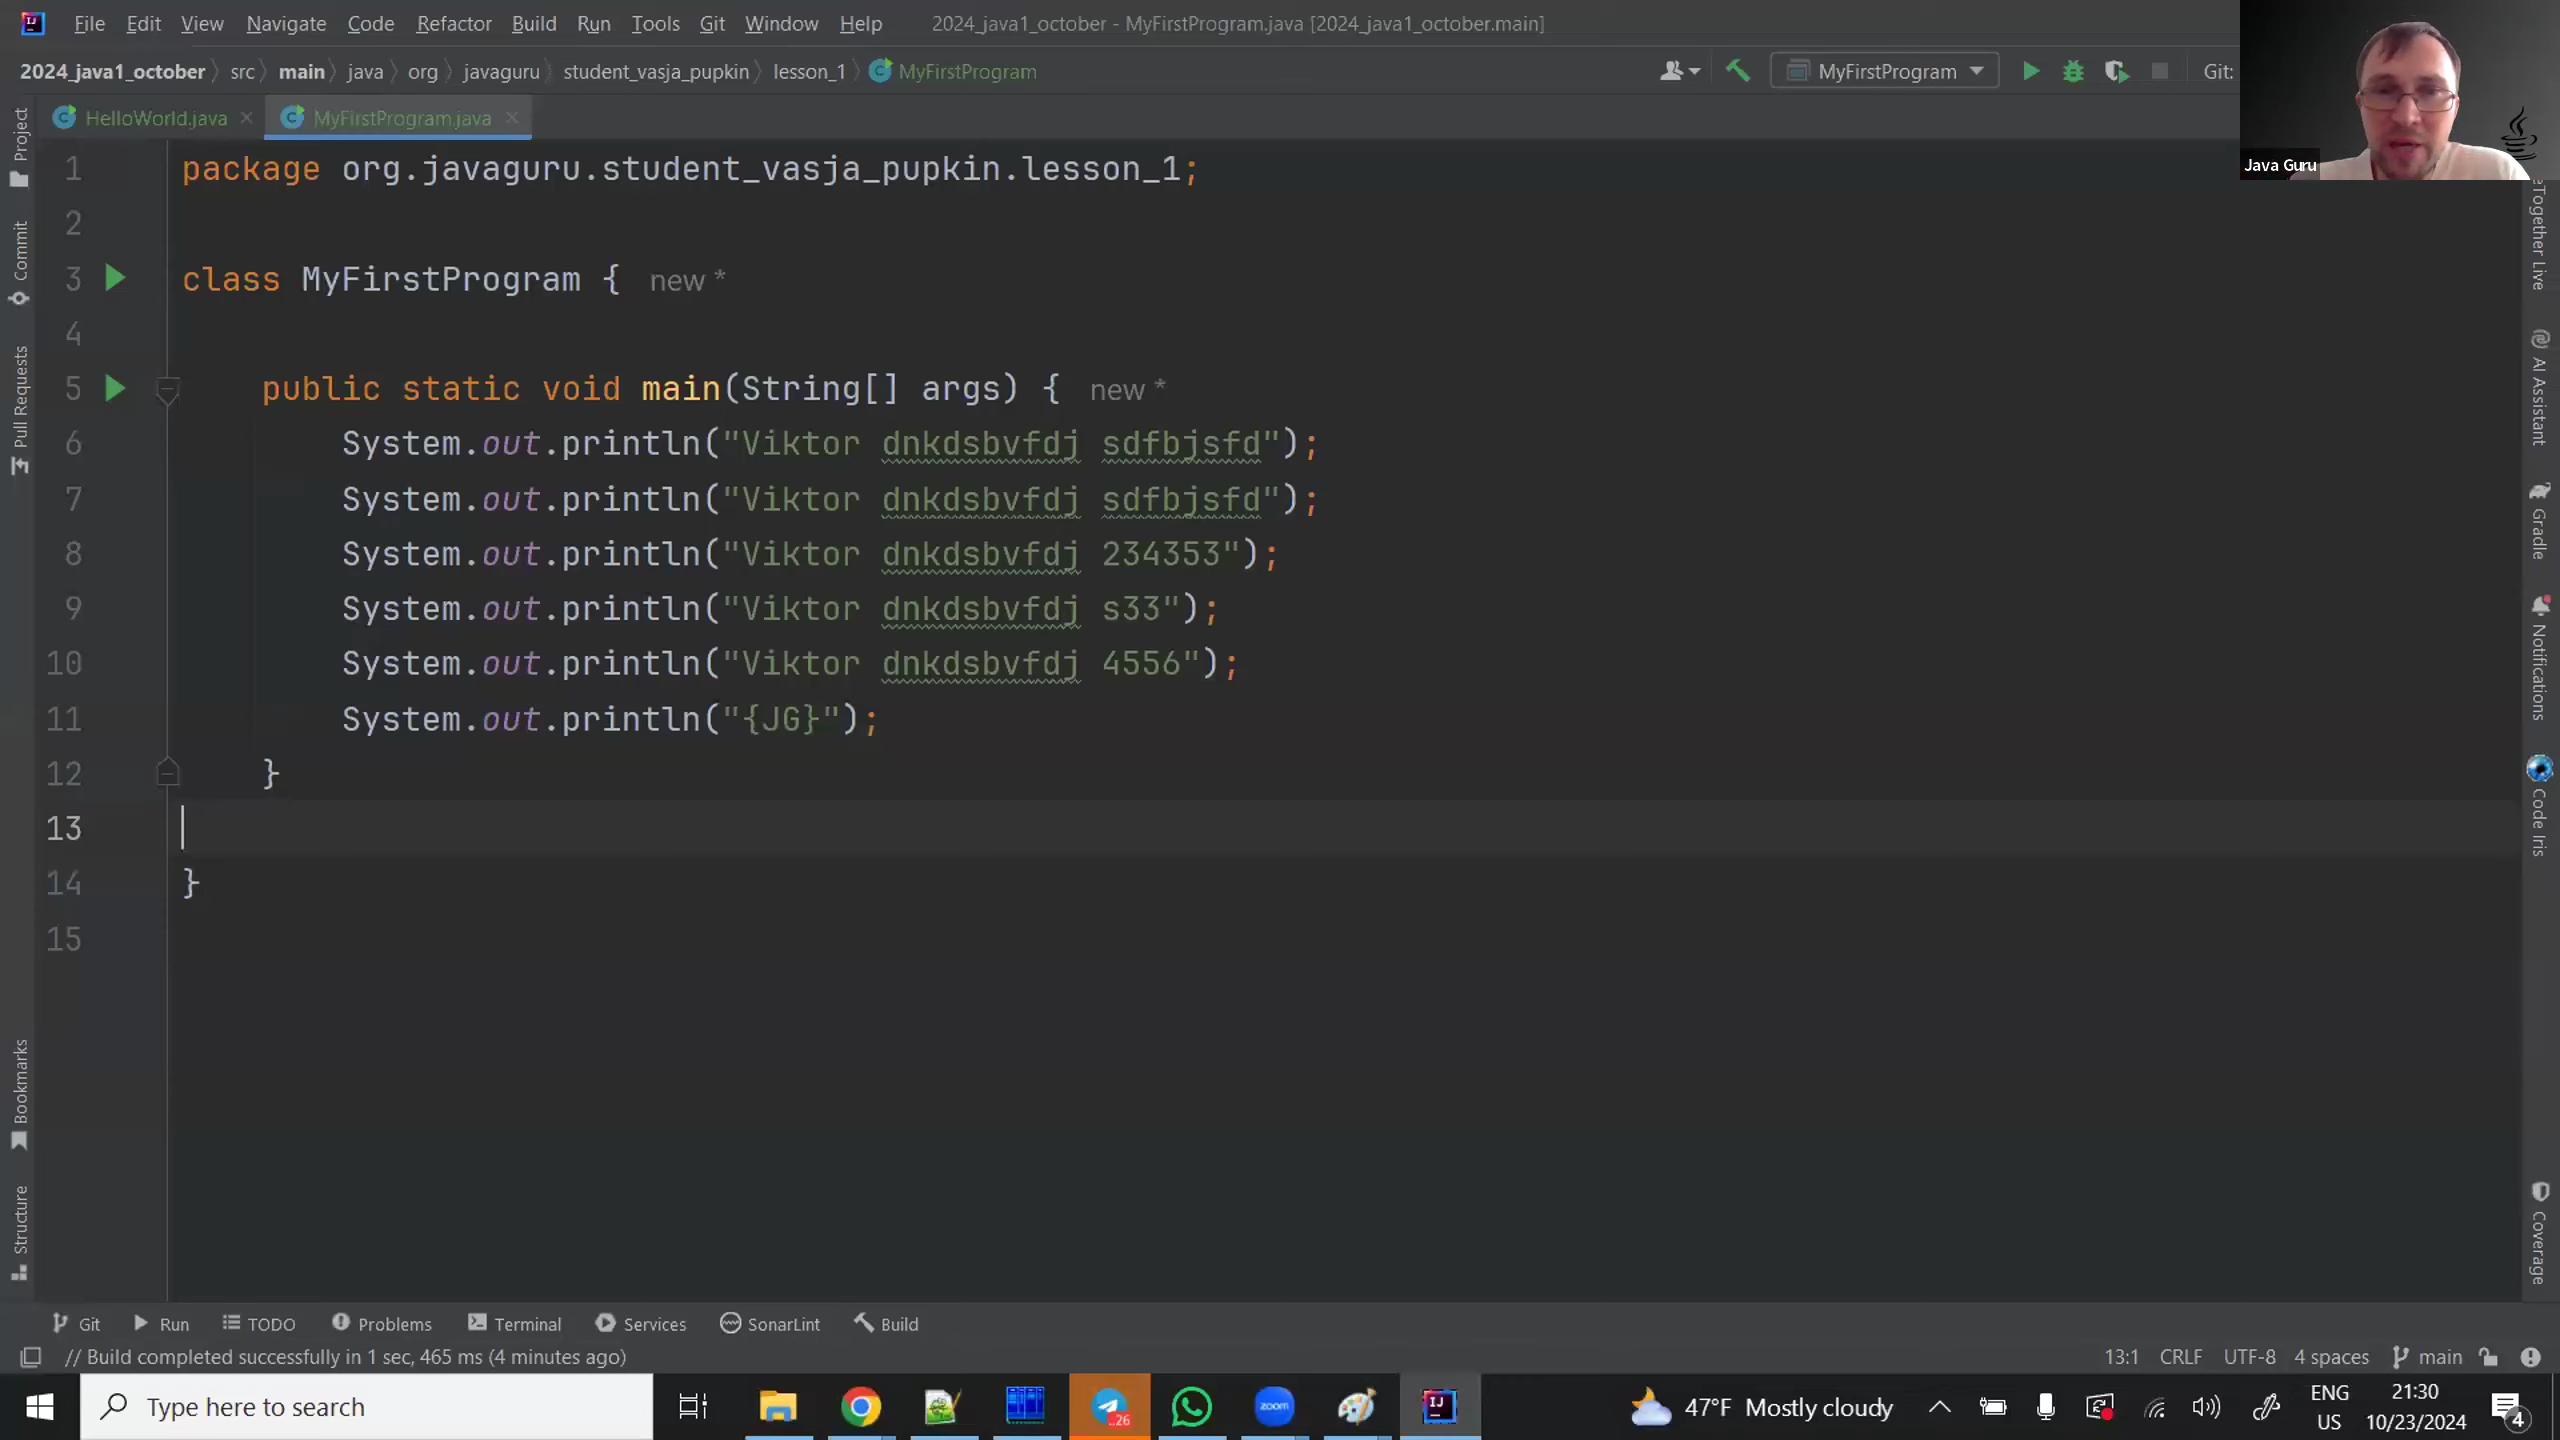 File Edit View Navigate Code Refactor Build Run Tools Git Window Help 2024_java1_october - MyFirstProgram.java [2024_java1_october.main]
2024_java1_october src main java org javaguru student_vasja_pupkin lesson_1 MyFirstProgram MyFirstProgram Git:
HelloWorld.java MyFirstProgram.java
Java Guru
Project
Commit
Pull Requests
Bookmarks
Structure
1 package org.javaguru.student_vasja_pupkin.lesson_1;
2
3 class MyFirstProgram { new *
4
5 public static void main(String[] args) { new *
6 System.out.println("Viktor dnkdsbvfdj sdfbjsfd");
7 System.out.println("Viktor dnkdsbvfdj sdfbjsfd");
8 System.out.println("Viktor dnkdsbvfdj 234353");
9 System.out.println("Viktor dnkdsbvfdj s33");
10 System.out.println("Viktor dnkdsbvfdj 4556");
11 System.out.println("{JG}");
12 }
13
14 }
15
eTogether Live
AI Assistant
Gradle
Notifications
Code Iris
Coverage
Git Run TODO Problems Terminal Services SonarLint Build
// Build completed successfully in 1 sec, 465 ms (4 minutes ago) 13:1 CRLF UTF-8 4 spaces main
Type here to search ..26 zoom IJ 47°F Mostly cloudy ENG 21:30
US 10/23/2024 4